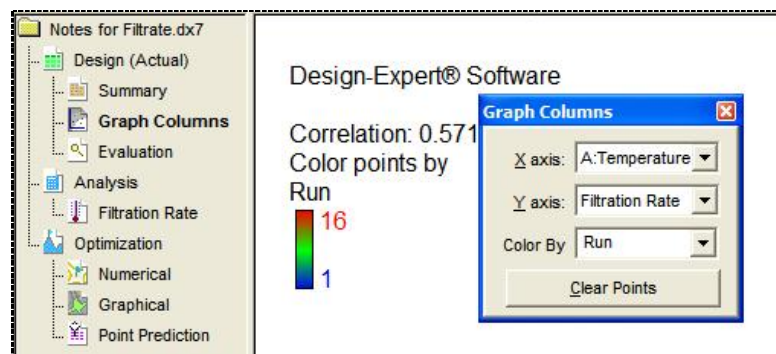 Notes for Filtrate.dx7
Design (Actual)
Summary
Graph Columns
Evaluation
Analysis
Filtration Rate
Optimization
Numerical
Graphical
Point Prediction
Design-Expert® Software
Correlation: 0.571
Color points by
Run
16
1
Graph Columns
X axis: A:Temperature
Y axis: Filtration Rate
Color By Run
Clear Points